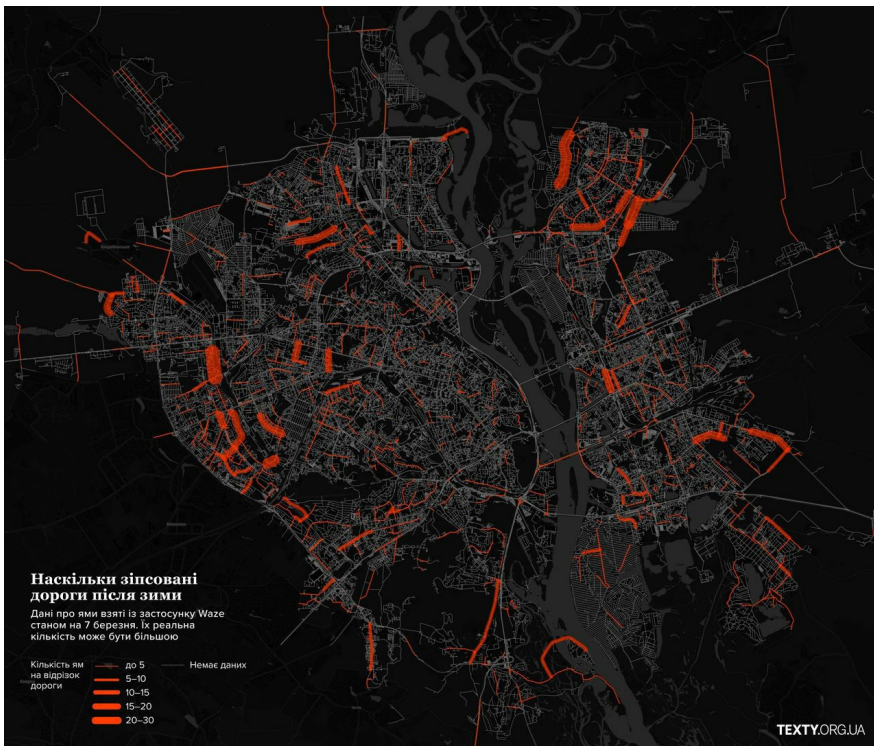 Наскільки зіпсовані
дороги після зими
Дані про ями взяті із застосунку Waze
станом на 7 березня. Їх реальна
кількість може бути більшою
Кількість ям
на відрізок
дороги
до 5
5–10
10–15
15–20
20–30
Немає даних
TEXTY.ORG.UA